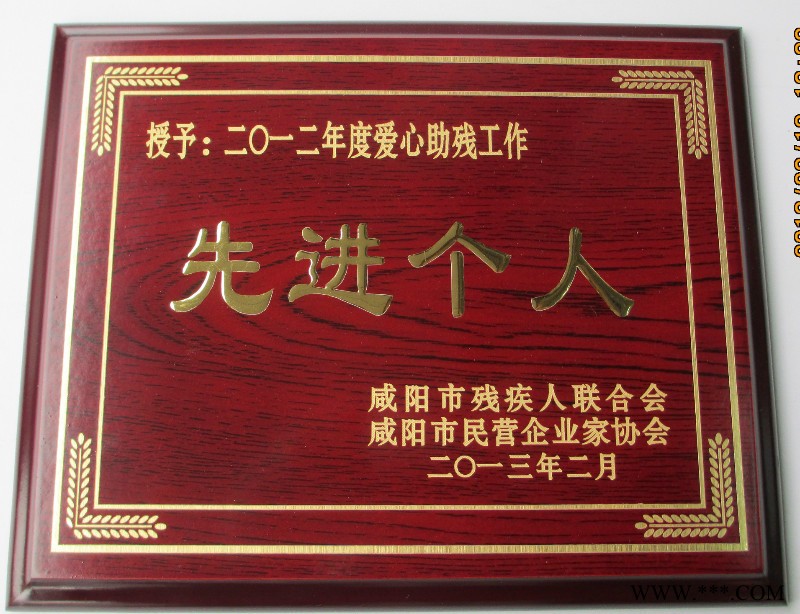 授予：二〇一二年度爱心助残工作
先进个人
咸阳市残疾人联合会
咸阳市民营企业家协会
二〇一三年二月
WWW.***.COM